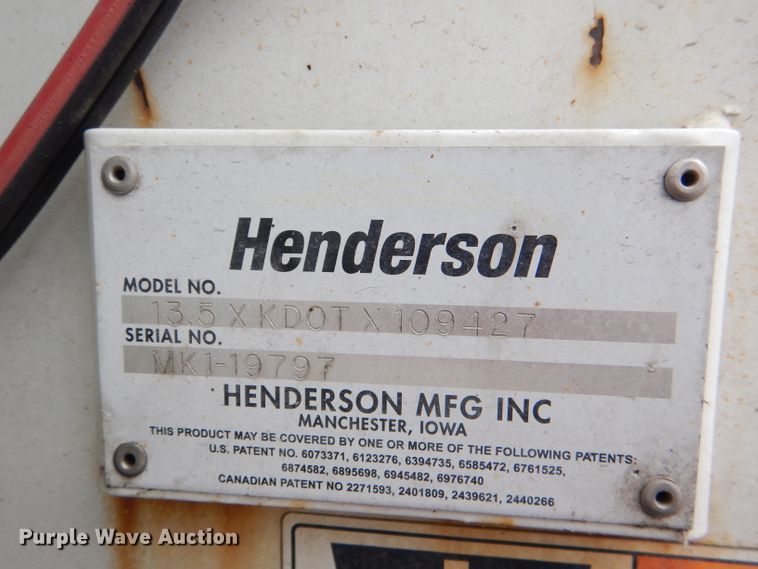 Henderson
MODEL NO.
13.5 X KDOT X 109427
SERIAL NO.
MK1-19797
HENDERSON MFG INC
MANCHESTER, IOWA
THIS PRODUCT MAY BE COVERED BY ONE OR MORE OF THE FOLLOWING PATENTS:
U.S. PATENT NO. 6073371, 6123276, 6394735, 6585472, 6761525,
6874582, 6895698, 6945482, 6976740
CANADIAN PATENT NO 2271593, 2401809, 2439621, 2440266
Purple Wave Auction